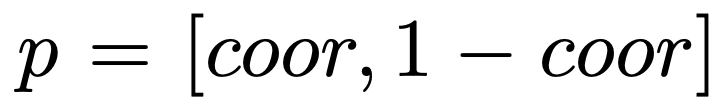 p = [coor, 1 − coor]